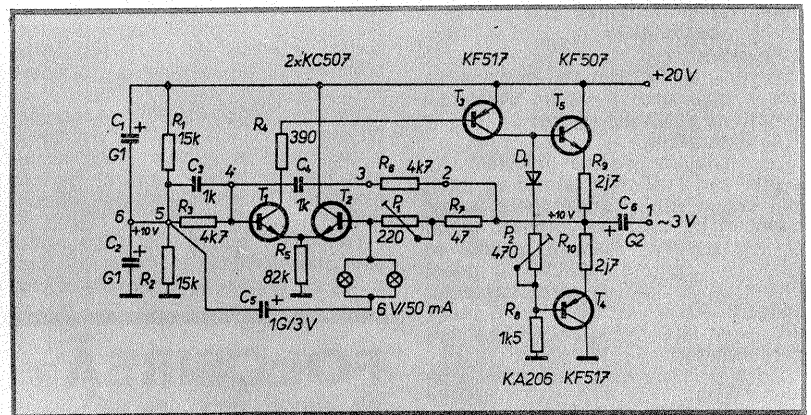 2xKC507
KF517
KF507
+20V
C1 +
G1
R1
15k
R4
390
T3
T5
C3
1k
4
C4
1k
3
R6
4k7
2
D1
R9
2j7
6
+10V
5
R3
4k7
T1
T2
P1
220
R7
47
+10V
C6
+ G2
1
~3V
C2
G1
+
R2
15k
R5
82k
P2
470
R10
2j7
C5
+
1G/3V
6V/50mA
R8
1k5
T4
KA206
KF517